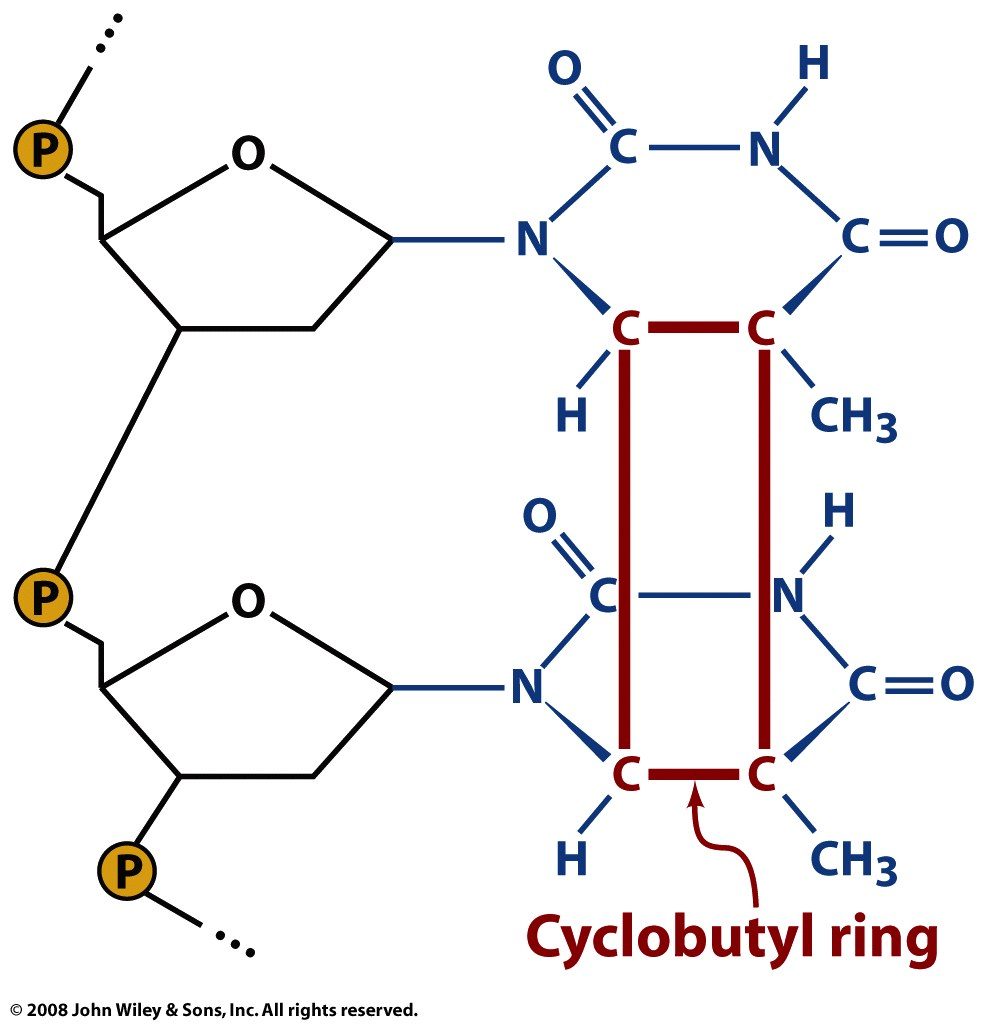 O H
P O C N
N C=O
C C
H CH3
O H
P O C N
N C=O
C C
H CH3
P
Cyclobutyl ring
© 2008 John Wiley & Sons, Inc. All rights reserved.